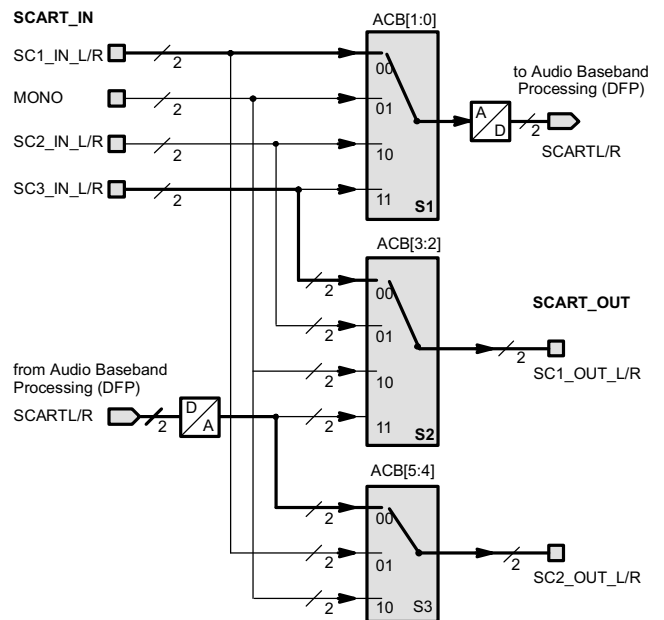 SCART_IN
ACB[1:0]
SC1_IN_L/R
2
00
to Audio Baseband
Processing (DFP)
MONO
01
A
D
2
SCARTL/R
SC2_IN_L/R
2
10
SC3_IN_L/R
2
11
S1
ACB[3:2]
2
00
SCART_OUT
2
01
2
SC1_OUT_L/R
from Audio Baseband
Processing (DFP)
2
10
SCARTL/R
2
D
A
2
11
S2
ACB[5:4]
2
00
2
01
2
SC2_OUT_L/R
2
10
S3